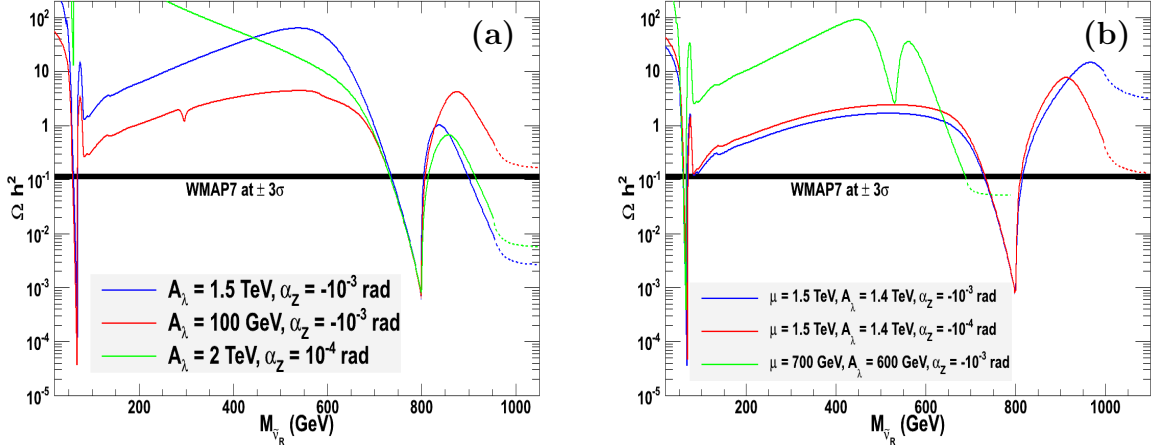 10²
10
1
10⁻¹
10⁻²
10⁻³
10⁻⁴
10⁻⁵
Ω h²
(a)
WMAP7 at ± 3σ
A_λ = 1.5 TeV, α_Z = -10⁻³ rad
A_λ = 100 GeV, α_Z = -10⁻³ rad
A_λ = 2 TeV, α_Z = 10⁻⁴ rad
200 400 600 800 1000
M_ν̃_R (GeV)
10²
10
1
10⁻¹
10⁻²
10⁻³
10⁻⁴
10⁻⁵
Ω h²
(b)
WMAP7 at ± 3σ
μ = 1.5 TeV, A_λ = 1.4 TeV, α_Z = -10⁻³ rad
μ = 1.5 TeV, A_λ = 1.4 TeV, α_Z = -10⁻⁴ rad
μ = 700 GeV, A_λ = 600 GeV, α_Z = -10⁻³ rad
200 400 600 800 1000
M_ν̃_R (GeV)